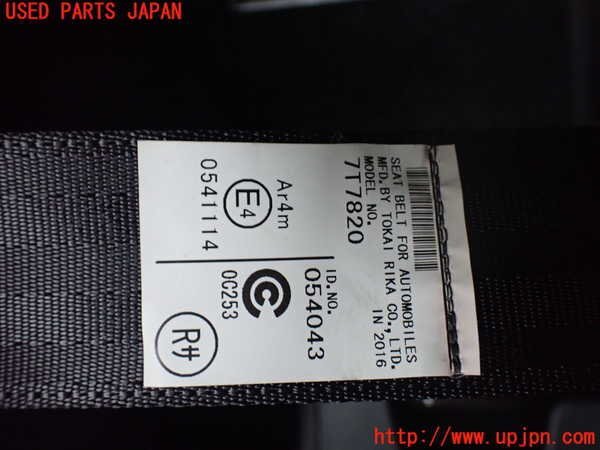 USED PARTS JAPAN
SEAT BELT FOR AUTOMOBILES
MFD. BY TOKAI RIKA CO., LTD.
MODEL NO. IN 2016
7T7820
ID.NO.
054043
C
0C253
Ar4m
E4
0541114
Rサ
http://www.upjpn.com/